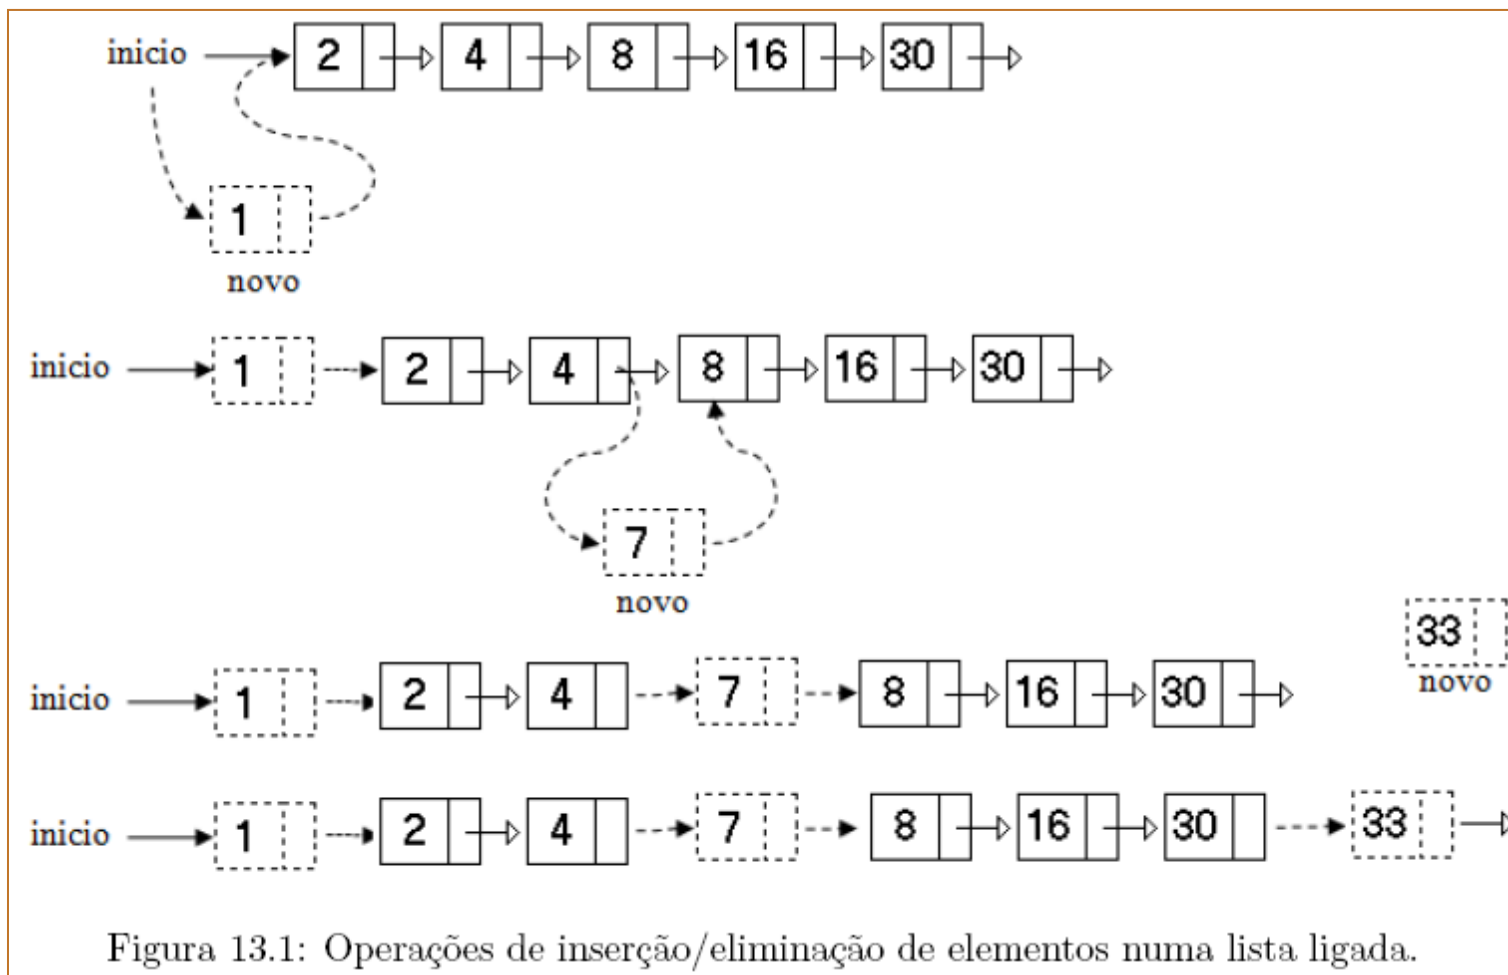 inicio 2 4 8 16 30
1
novo
inicio 1 2 4 8 16 30
7
novo
33
novo
inicio 1 2 4 7 8 16 30
inicio 1 2 4 7 8 16 30 33
Figura 13.1: Operações de inserção/eliminação de elementos numa lista ligada.